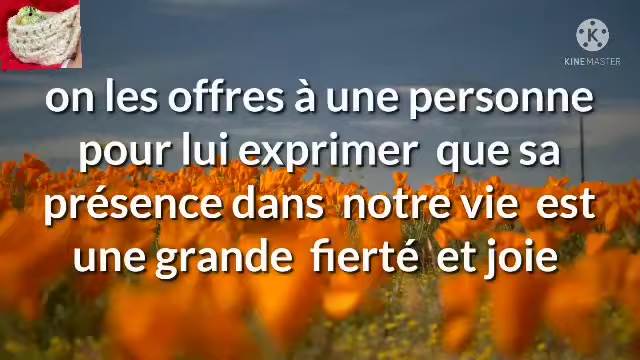 K
KINEMASTER
on les offres à une personne
pour lui exprimer que sa
présence dans notre vie est
une grande fierté et joie